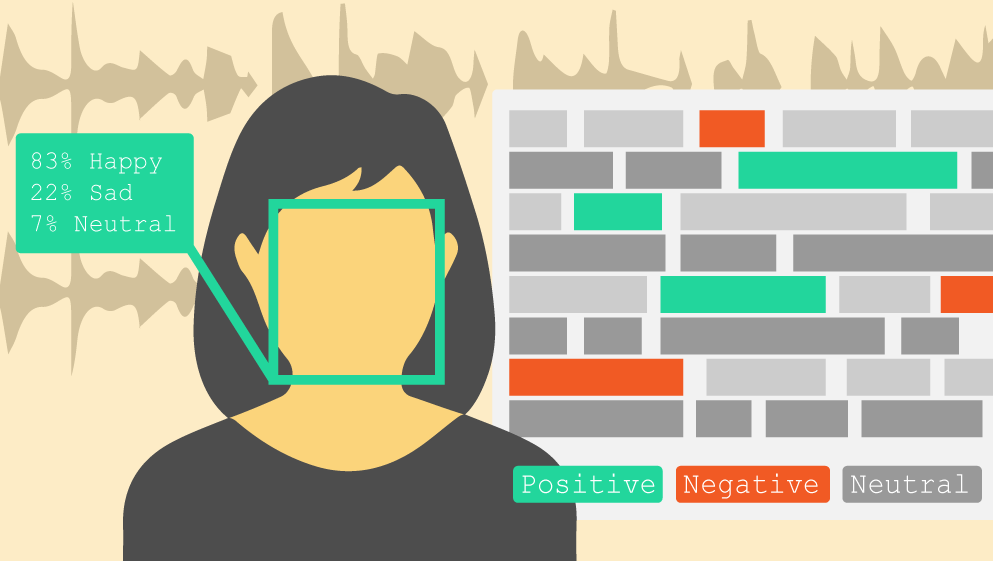 83% Happy
22% Sad
7% Neutral
Positive Negative Neutral